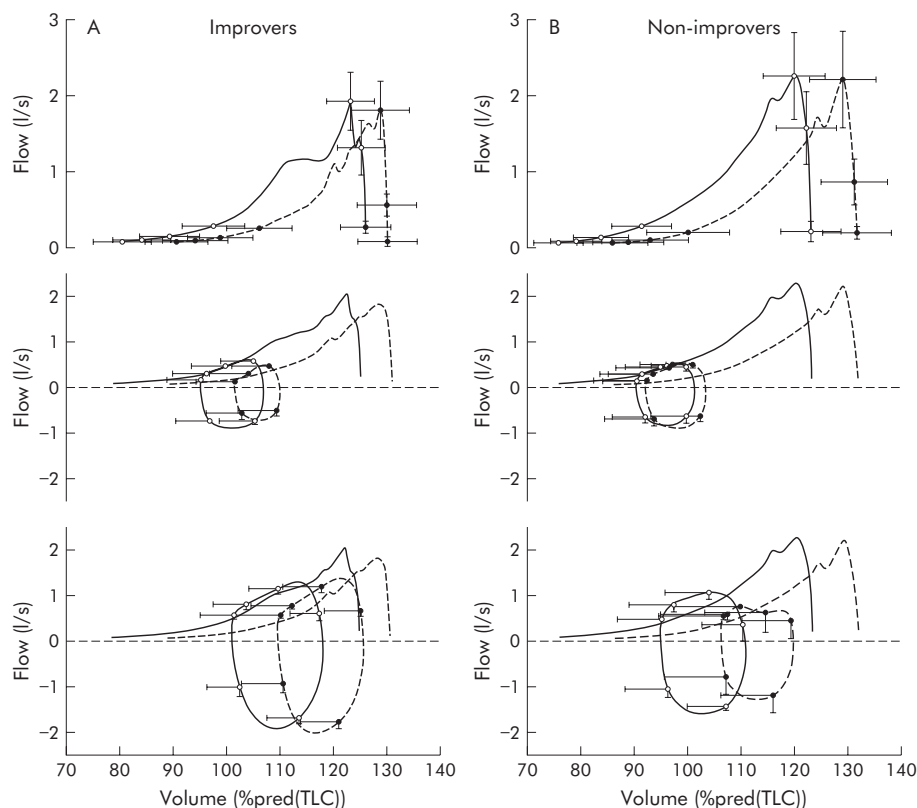 A Improvers
B Non-improvers
Flow (l/s)
3
2
1
0
Flow (l/s)
3
2
1
0
Flow (l/s)
2
1
0
−1
−2
Flow (l/s)
2
1
0
−1
−2
Flow (l/s)
2
1
0
−1
−2
70 80 90 100 110 120 130 140
Volume (%pred(TLC))
Flow (l/s)
2
1
0
−1
−2
70 80 90 100 110 120 130 140
Volume (%pred(TLC))